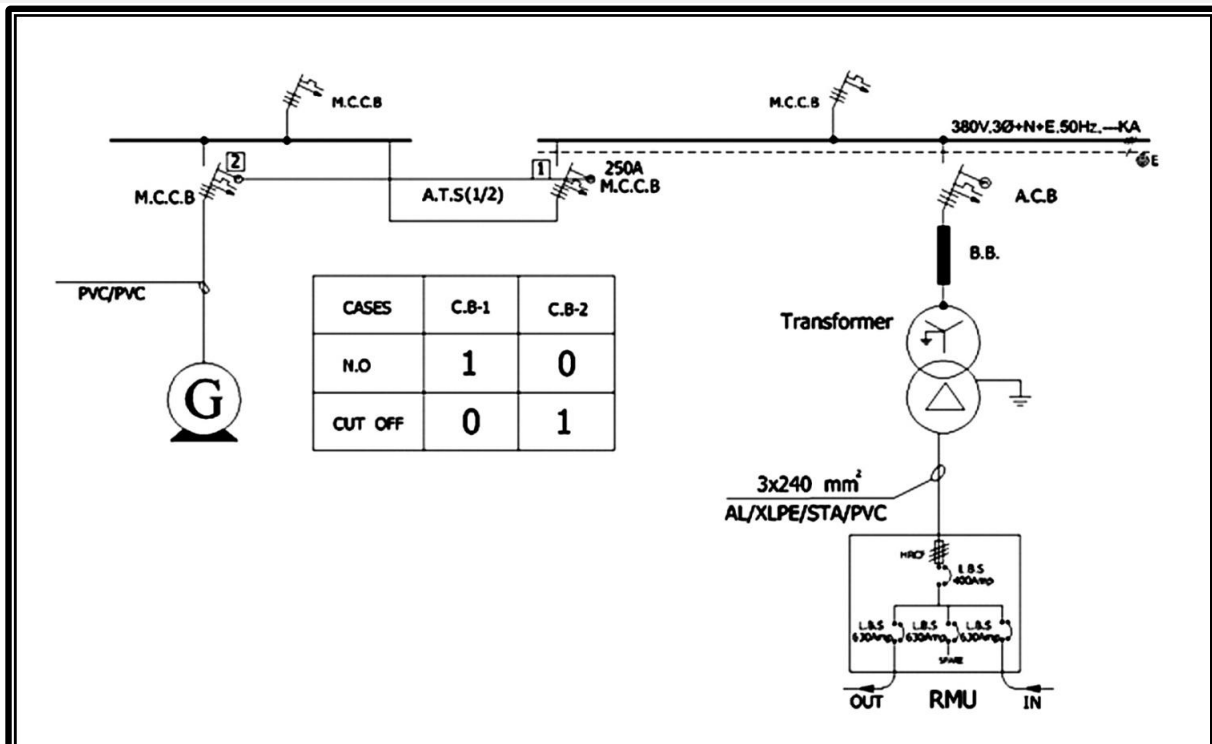 M.C.C.B
M.C.C.B
380V.3Ø+N+E.50Hz.---KA
E
2
1
250A
M.C.C.B
M.C.C.B
A.T.S(1/2)
A.C.B
B.B.
PVC/PVC
CASES C.B-1 C.B-2
N.O 1 0
CUT OFF 0 1
Transformer
G
3x240 mm²
AL/XLPE/STA/PVC
HRCF
L.B.S
400Amp
L.B.S L.B.S L.B.S
630Amp 630Amp 630Amp
SPARE
OUT RMU IN